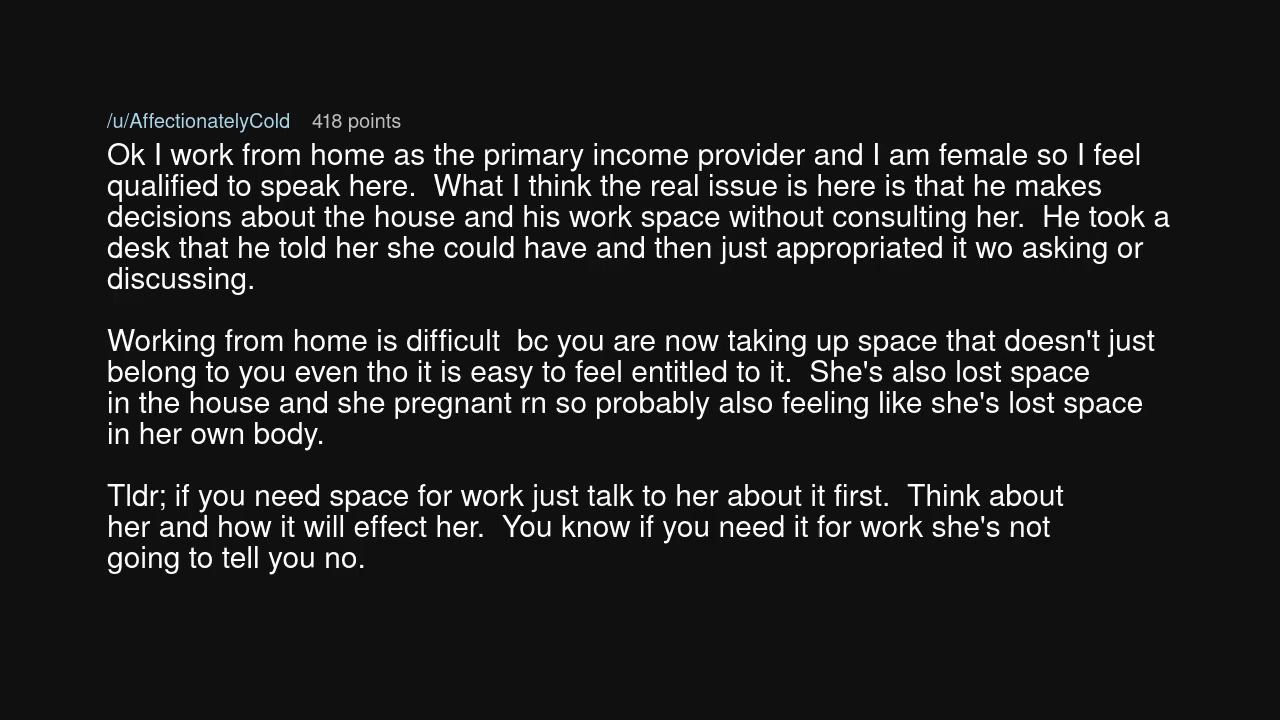 /u/AffectionatelyCold 418 points
Ok I work from home as the primary income provider and I am female so I feel
qualified to speak here.  What I think the real issue is here is that he makes
decisions about the house and his work space without consulting her.  He took a
desk that he told her she could have and then just appropriated it wo asking or
discussing.
Working from home is difficult  bc you are now taking up space that doesn't just
belong to you even tho it is easy to feel entitled to it.  She's also lost space
in the house and she pregnant rn so probably also feeling like she's lost space
in her own body.
Tldr; if you need space for work just talk to her about it first.  Think about
her and how it will effect her.  You know if you need it for work she's not
going to tell you no.